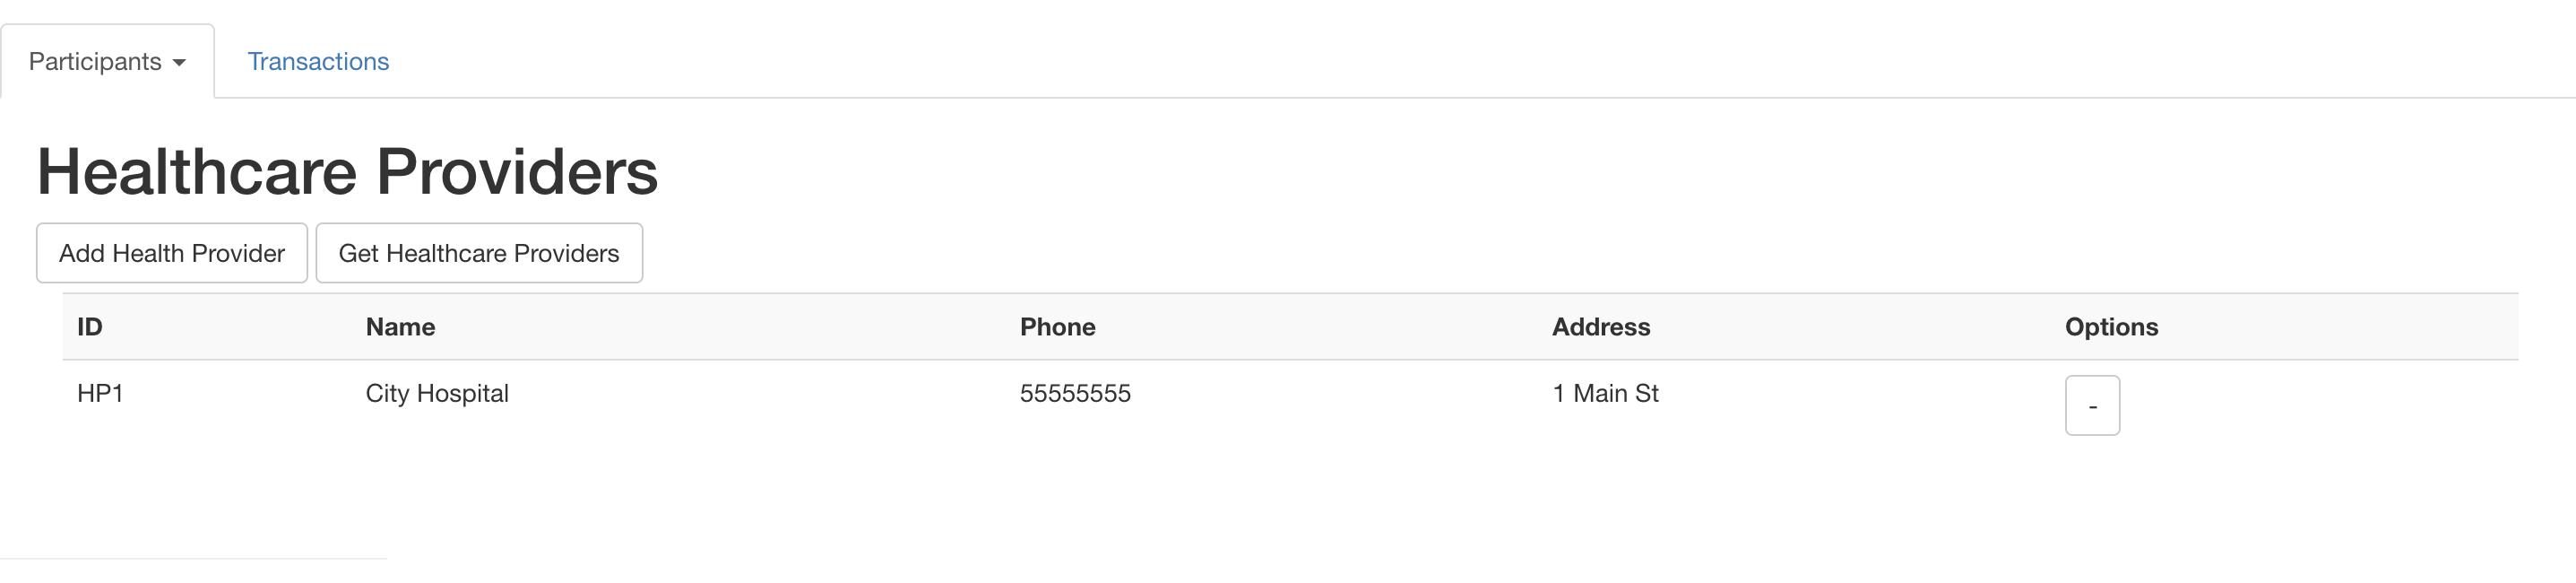 Participants Transactions
Healthcare Providers
Add Health Provider Get Healthcare Providers
ID Name Phone Address Options
HP1 City Hospital 55555555 1 Main St -